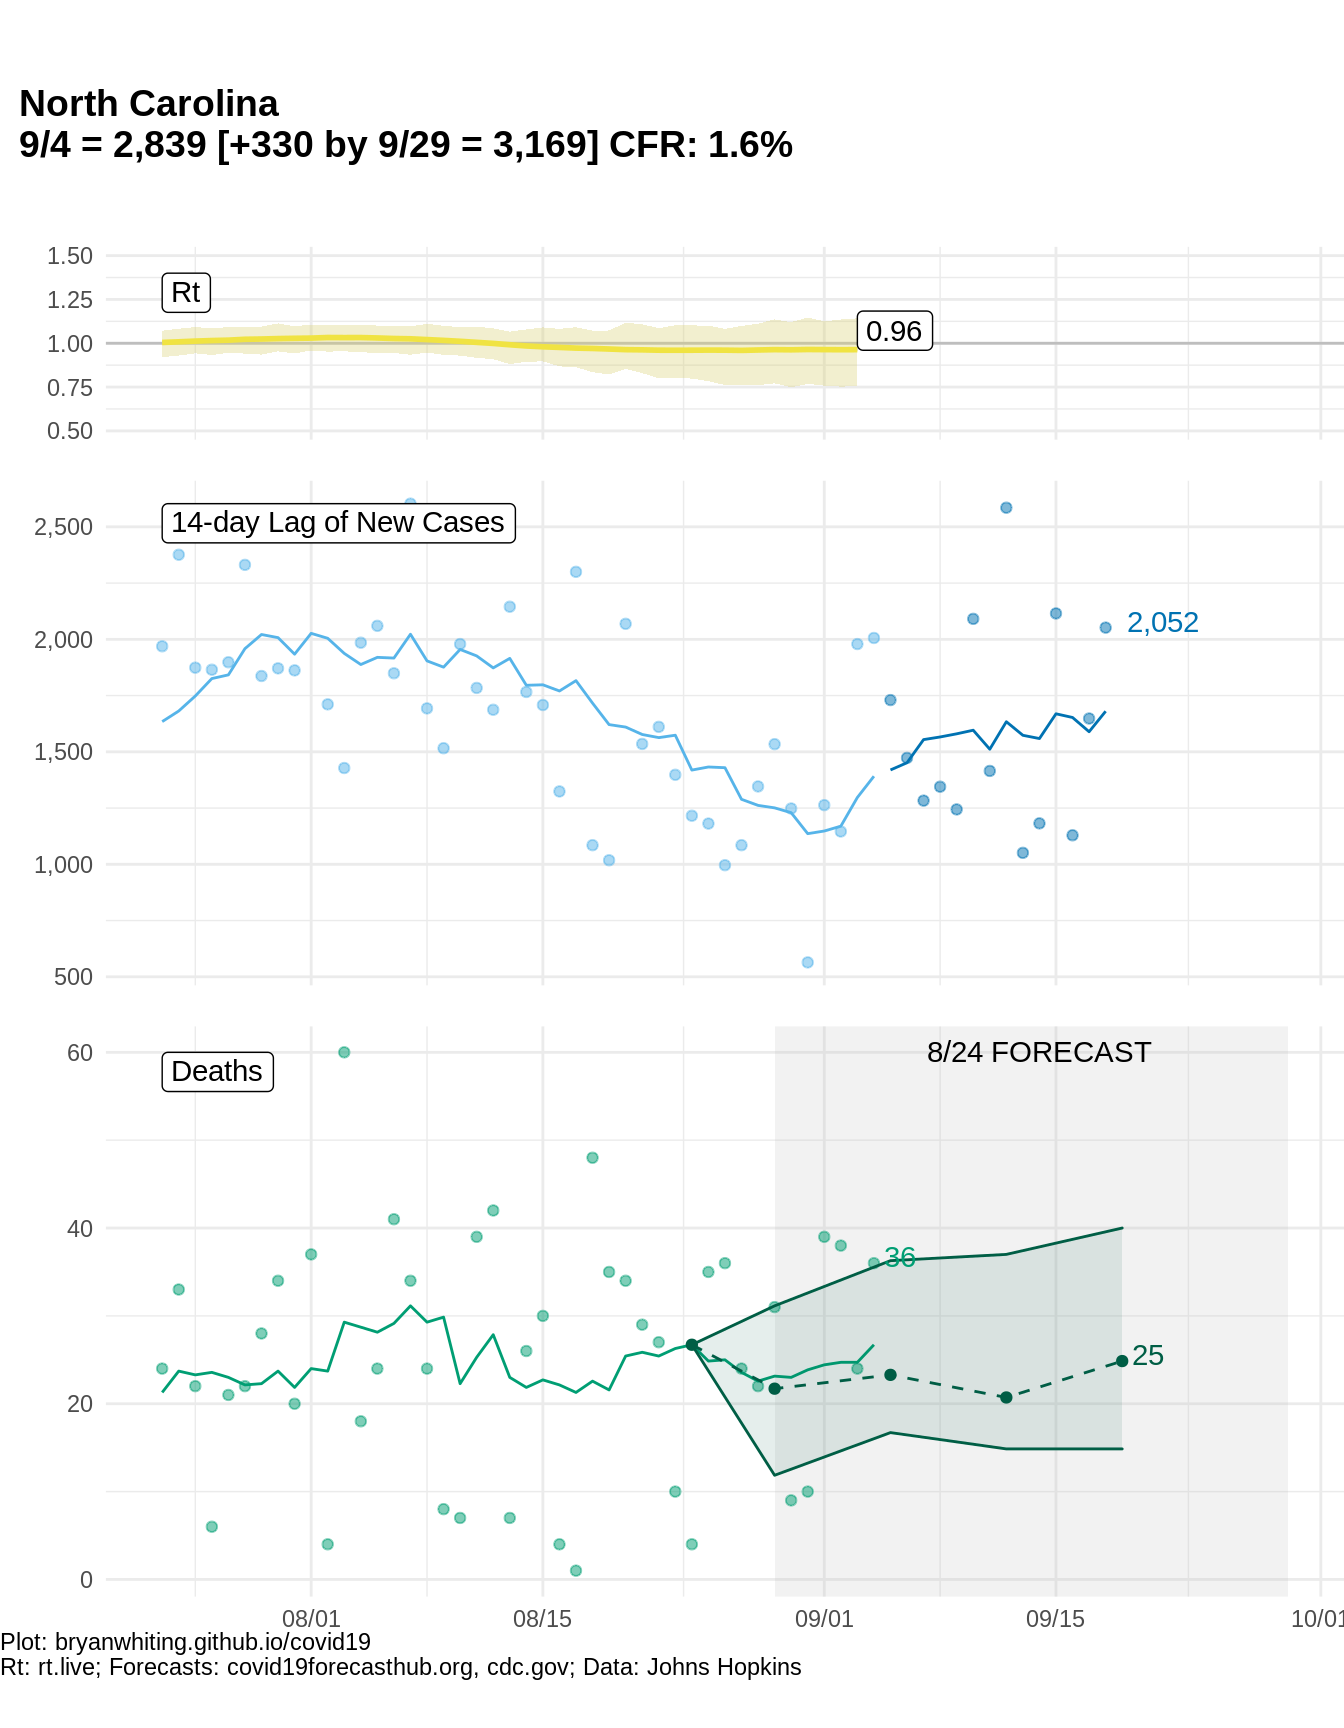 North Carolina
9/4 = 2,839 [+330 by 9/29 = 3,169] CFR: 1.6%
1.50
Rt
1.25
0.96
1.00
0.75
0.50
14-day Lag of New Cases
2,500
2,052
2,000
1,500
1,000
500
8/24 FORECAST
60
Deaths
40
36
25
20
0
08/01 08/15 09/01 09/15 10/01
Plot: bryanwhiting.github.io/covid19
Rt: rt.live; Forecasts: covid19forecasthub.org, cdc.gov; Data: Johns Hopkins